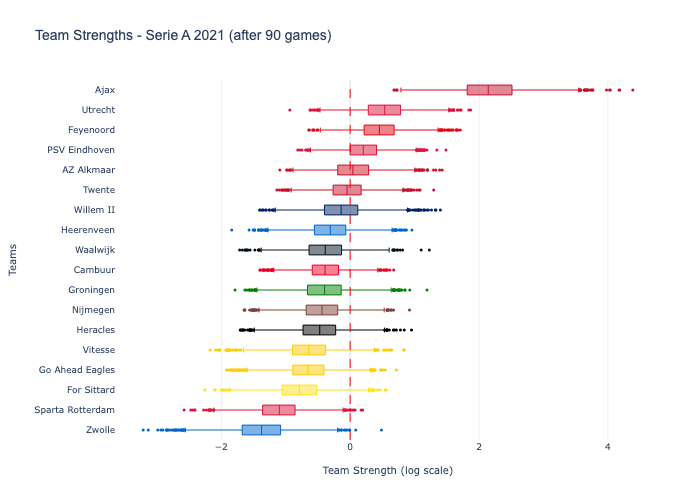 Team Strengths - Serie A 2021 (after 90 games)
Ajax
Utrecht
Feyenoord
PSV Eindhoven
AZ Alkmaar
Twente
Willem II
Heerenveen
Waalwijk
Cambuur
Groningen
Nijmegen
Heracles
Vitesse
Go Ahead Eagles
For Sittard
Sparta Rotterdam
Zwolle
Teams
−2
0
2
4
Team Strength (log scale)